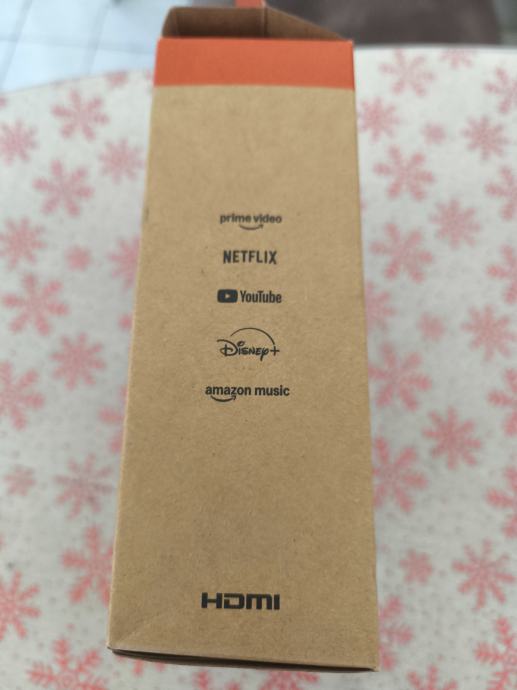 prime video
NETFLIX
YouTube
Disney+
amazon music
HDMI